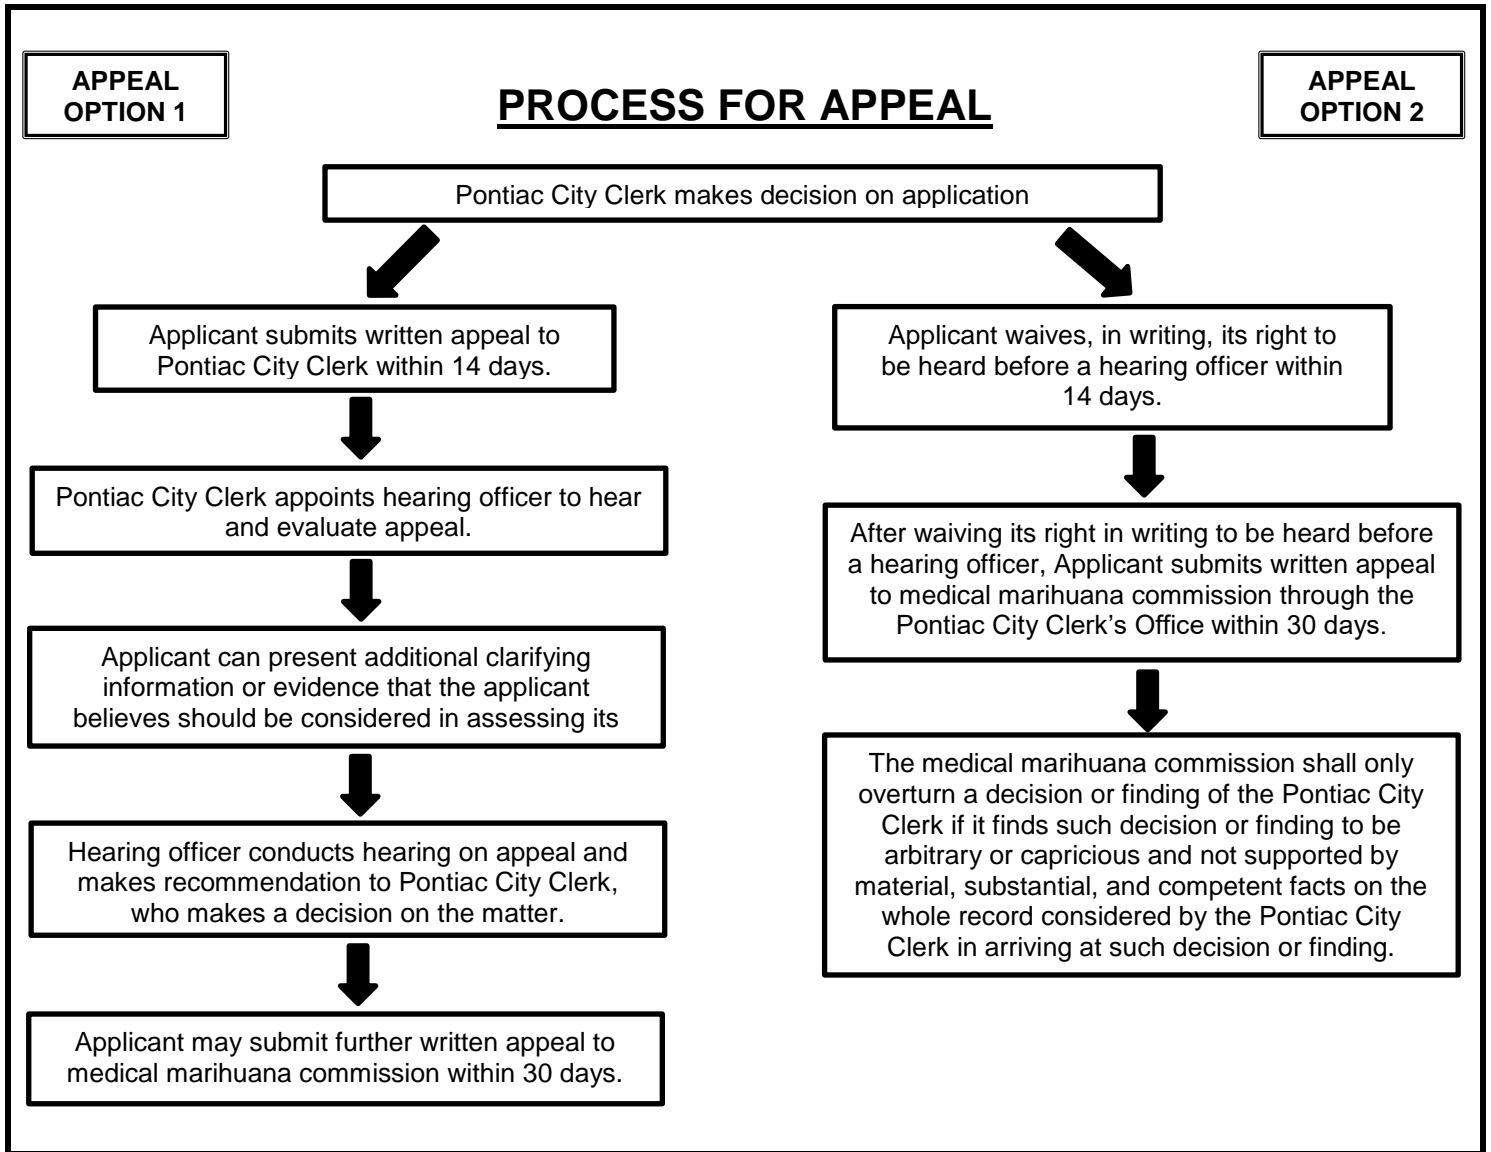 APPEAL
OPTION 1
PROCESS FOR APPEAL
APPEAL
OPTION 2
Pontiac City Clerk makes decision on application
Applicant submits written appeal to
Pontiac City Clerk within 14 days.
Pontiac City Clerk appoints hearing officer to hear
and evaluate appeal.
Applicant can present additional clarifying
information or evidence that the applicant
believes should be considered in assessing its
Hearing officer conducts hearing on appeal and
makes recommendation to Pontiac City Clerk,
who makes a decision on the matter.
Applicant may submit further written appeal to
medical marihuana commission within 30 days.
Applicant waives, in writing, its right to
be heard before a hearing officer within
14 days.
After waiving its right in writing to be heard before
a hearing officer, Applicant submits written appeal
to medical marihuana commission through the
Pontiac City Clerk’s Office within 30 days.
The medical marihuana commission shall only
overturn a decision or finding of the Pontiac City
Clerk if it finds such decision or finding to be
arbitrary or capricious and not supported by
material, substantial, and competent facts on the
whole record considered by the Pontiac City
Clerk in arriving at such decision or finding.